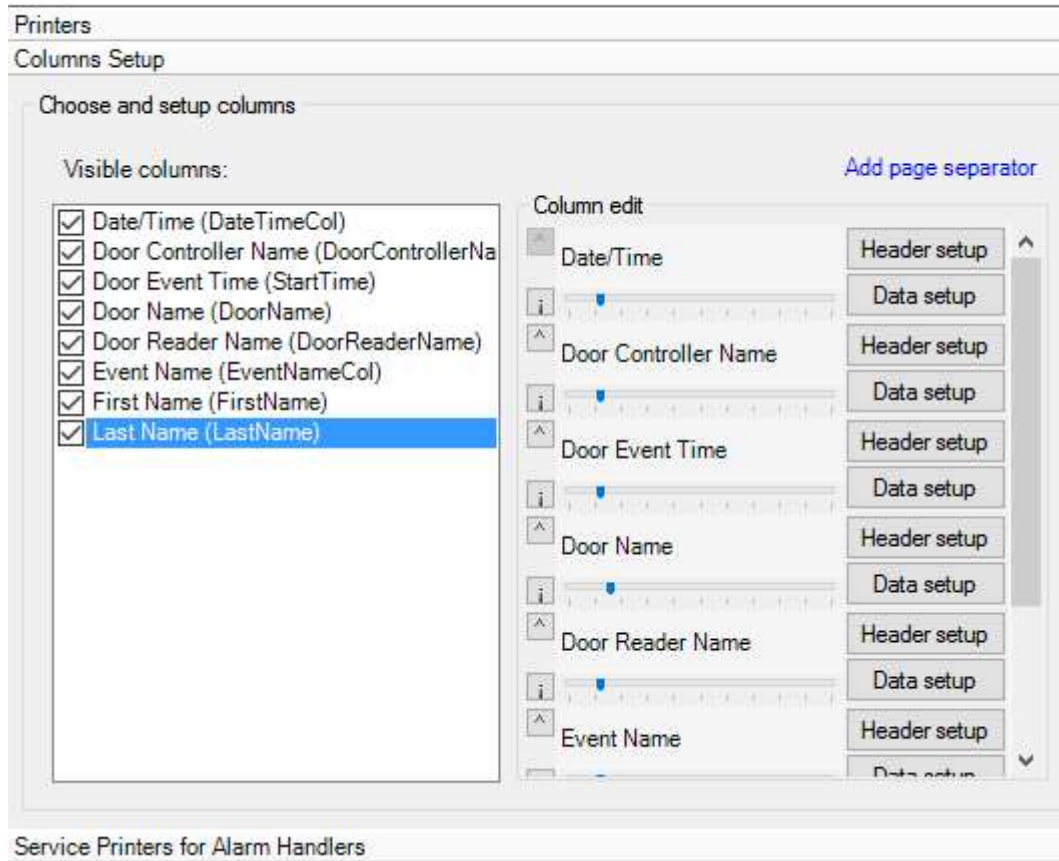 Printers
Columns Setup
Choose and setup columns
Visible columns:
Add page separator
Date/Time (DateTimeCol)
Door Controller Name (DoorControllerNa
Door Event Time (StartTime)
Door Name (DoorName)
Door Reader Name (DoorReaderName)
Event Name (EventNameCol)
First Name (FirstName)
Last Name (LastName)
Column edit
^
Date/Time
Header setup
¡
Data setup
^
Door Controller Name
Header setup
¡
Data setup
^
Door Event Time
Header setup
¡
Data setup
^
Door Name
Header setup
¡
Data setup
^
Door Reader Name
Header setup
¡
Data setup
^
Event Name
Header setup
Data setup
Service Printers for Alarm Handlers